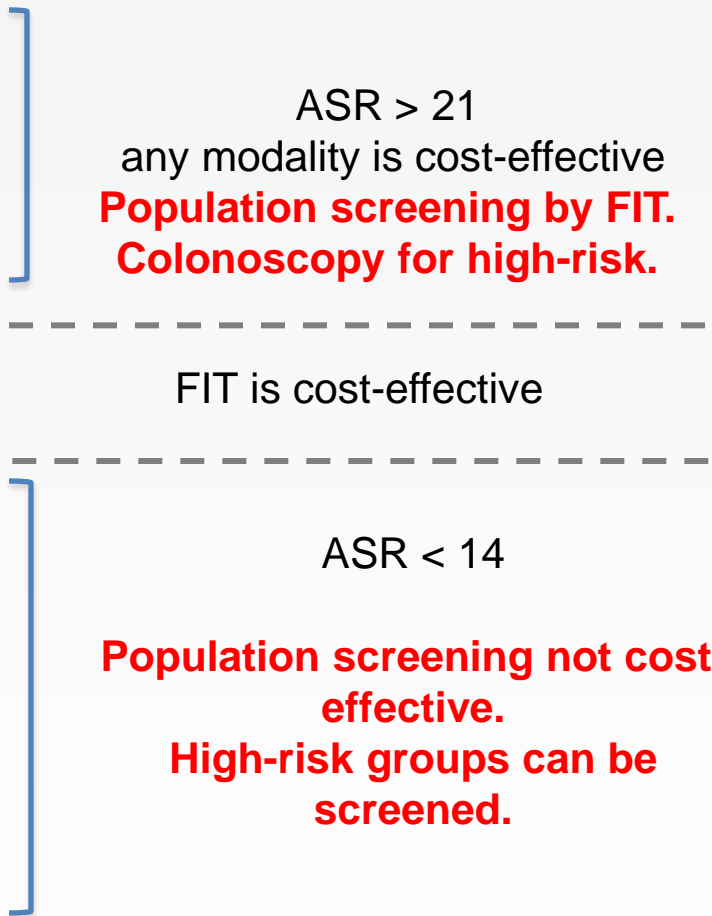 ASR > 21
any modality is cost-effective
Population screening by FIT.
Colonoscopy for high-risk.
FIT is cost-effective
ASR < 14
Population screening not cost
effective.
High-risk groups can be
screened.